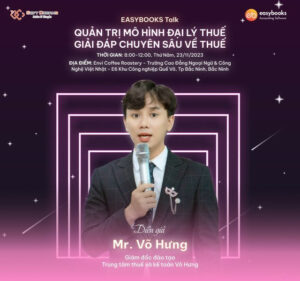 easybooks
Accounting Software
EASYBOOKS Talk
QUẢN TRỊ MÔ HÌNH ĐẠI LÝ THUẾ
GIẢI ĐÁP CHUYÊN SÂU VỀ THUẾ
THỜI GIAN: 8:00-12:00, Thứ Năm, 23/11/2023
ĐỊA ĐIỂM: Envi Coffee Roastery - Trường Cao Đẳng Ngoại Ngữ & Công
Nghệ Việt Nhật - E6 Khu Công nghiệp Quế Võ, Tp Bắc Ninh, Bắc Ninh
Diễn giả
Mr. Võ Hưng
Giám đốc đào tạo
Trung tâm thuế và kế toán Võ Hưng